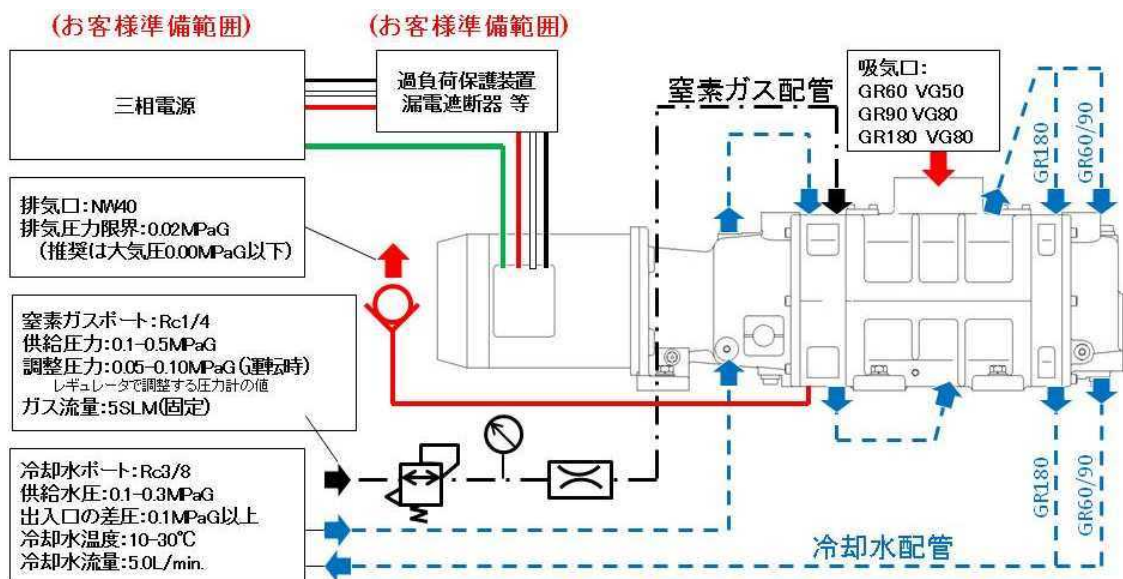 (お客様準備範囲)
(お客様準備範囲)
三相電源
過負荷保護装置
漏電遮断器 等
窒素ガス配管
吸気口:
GR60 VG50
GR90 VG80
GR180 VG80
GR180
GR60/90
排気口:NW40
排気圧力限界:0.02MPaG
(推奨は大気圧0.00MPaG以下)
窒素ガスポート:Rc1/4
供給圧力:0.1-0.5MPaG
調整圧力:0.05-0.10MPaG(運転時)
レギュレータで調整する圧力計の値
ガス流量:5SLM(固定)
冷却水ポート:Rc3/8
供給水圧:0.1-0.3MPaG
出入口の差圧:0.1MPaG以上
冷却水温度:10-30℃
冷却水流量:5.0L/min.
GR180
GR60/90
冷却水配管